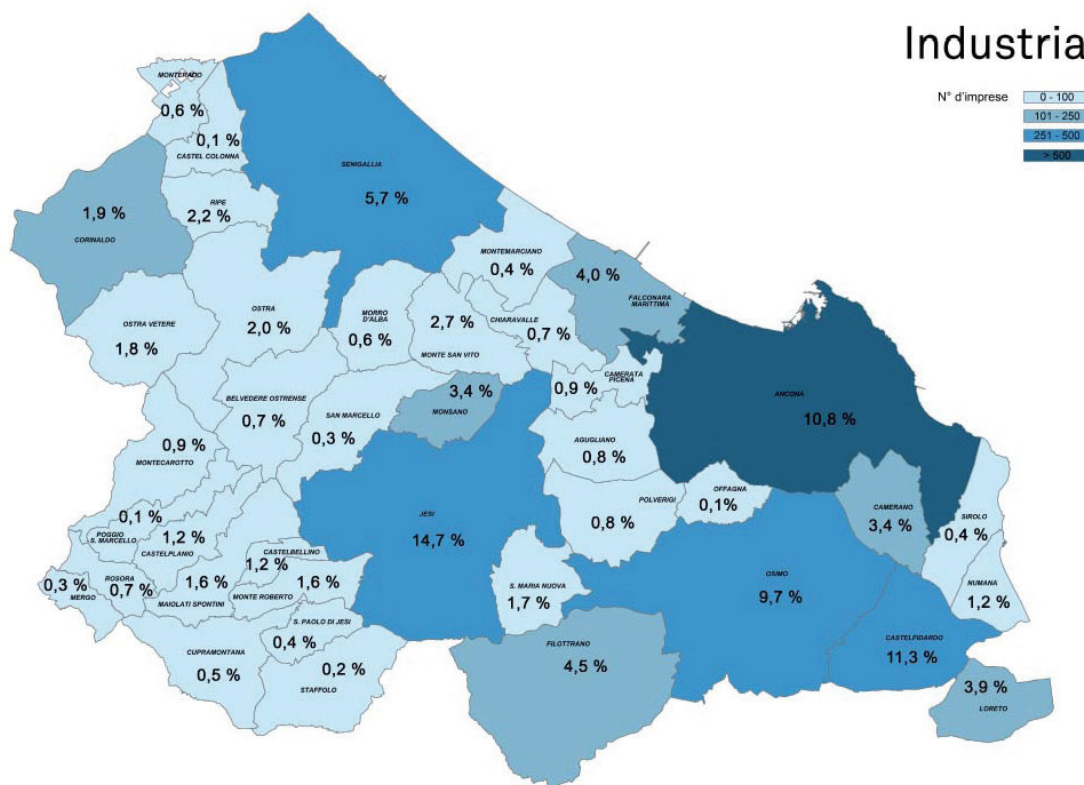 Industria
N° d'imprese
0 - 100
101 - 250
251 - 500
> 500
MONTERADO
0,6 %
0,1 %
CASTEL COLONNA
SENIGALLIA
5,7 %
1,9 %
CORINALDO
RIPE
2,2 %
MONTEMARCIANO
0,4 %
4,0 %
FALCONARA
MARITTIMA
OSTRA
2,0 %
MORRO
D'ALBA
0,6 %
2,7 %
MONTE SAN VITO
CHIARAVALLE
0,7 %
OSTRA VETERE
1,8 %
CAMERATA
PICENA
0,9 %
ANCONA
10,8 %
BELVEDERE OSTRENSE
0,7 %
SAN MARCELLO
0,3 %
3,4 %
MONSANO
AGUGLIANO
0,8 %
0,9 %
MONTECAROTTO
POLVERIGI
0,8 %
OFFAGNA
0,1%
CAMERANO
3,4 %
SIROLO
0,4 %
0,1 %
POGGIO
S. MARCELLO
1,2 %
CASTELPLANIO
JESI
14,7 %
CASTELBELLINO
1,2 %
1,6 %
MONTE ROBERTO
0,3 %
MERGO
ROSORA
0,7 %
1,6 %
MAIOLATI SPONTINI
S. MARIA NUOVA
1,7 %
OSIMO
9,7 %
NUMANA
1,2 %
S. PAOLO DI JESI
0,4 %
CUPRAMONTANA
0,5 %
0,2 %
STAFFOLO
FILOTTRANO
4,5 %
CASTELFIDARDO
11,3 %
3,9 %
LORETO